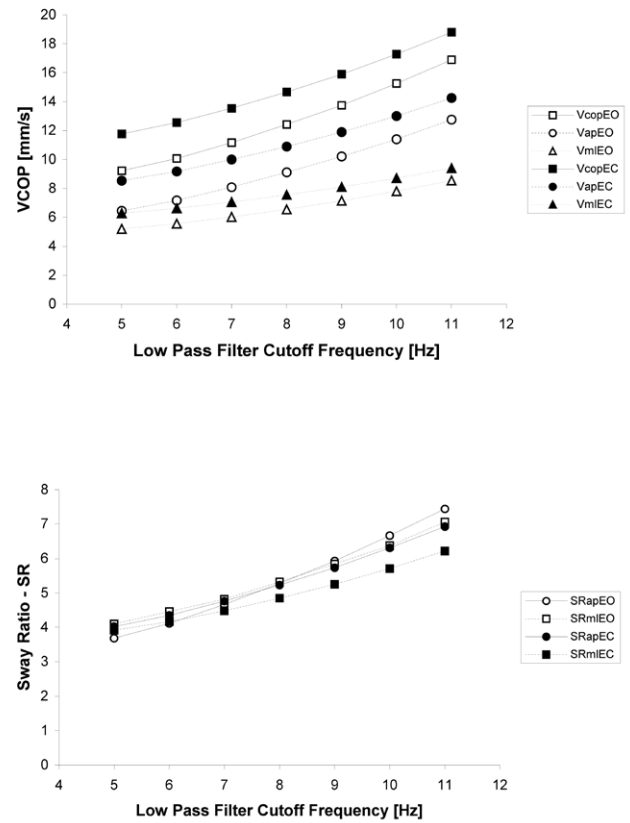 20
18
16
14
12
10
8
6
4
2
0
VCOP [mm/s]
4 5 6 7 8 9 10 11 12
Low Pass Filter Cutoff Frequency [Hz]
VcopEO
VapEO
VmlEO
VcopEC
VapEC
VmlEC
8
7
6
5
4
3
2
1
0
Sway Ratio - SR
4 5 6 7 8 9 10 11 12
Low Pass Filter Cutoff Frequency [Hz]
SRapEO
SRmlEO
SRapEC
SRmlEC